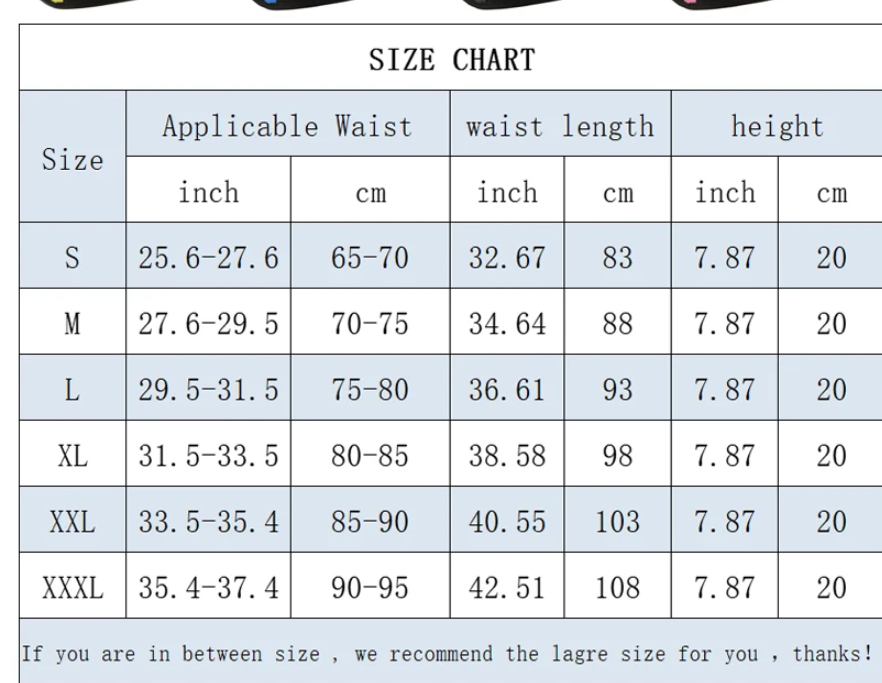 SIZE CHART
Size Applicable Waist waist length height
inch cm inch cm inch cm
S 25.6-27.6 65-70 32.67 83 7.87 20
M 27.6-29.5 70-75 34.64 88 7.87 20
L 29.5-31.5 75-80 36.61 93 7.87 20
XL 31.5-33.5 80-85 38.58 98 7.87 20
XXL 33.5-35.4 85-90 40.55 103 7.87 20
XXXL 35.4-37.4 90-95 42.51 108 7.87 20
If you are in between size , we recommend the lagre size for you , thanks!